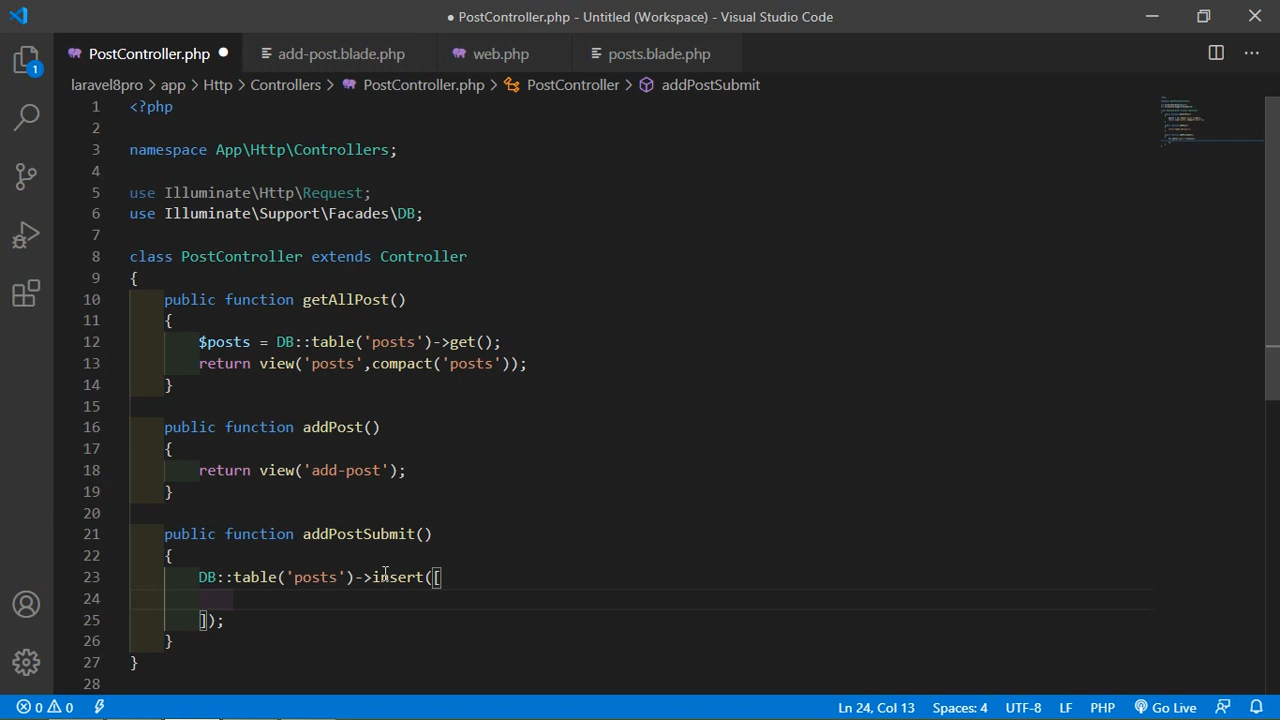 ● PostController.php - Untitled (Workspace) - Visual Studio Code
PostController.php ● add-post.blade.php web.php posts.blade.php
laravel8pro > app > Http > Controllers > PostController.php > PostController > addPostSubmit
1 <?php
2
3 namespace App\Http\Controllers;
4
5 use Illuminate\Http\Request;
6 use Illuminate\Support\Facades\DB;
7
8 class PostController extends Controller
9 {
10 public function getAllPost()
11 {
12 $posts = DB::table('posts')->get();
13 return view('posts',compact('posts'));
14 }
15
16 public function addPost()
17 {
18 return view('add-post');
19 }
20
21 public function addPostSubmit()
22 {
23 DB::table('posts')->insert([
24
25 ]);
26 }
27 }
28
1
0 0 Ln 24, Col 13 Spaces: 4 UTF-8 LF PHP Go Live